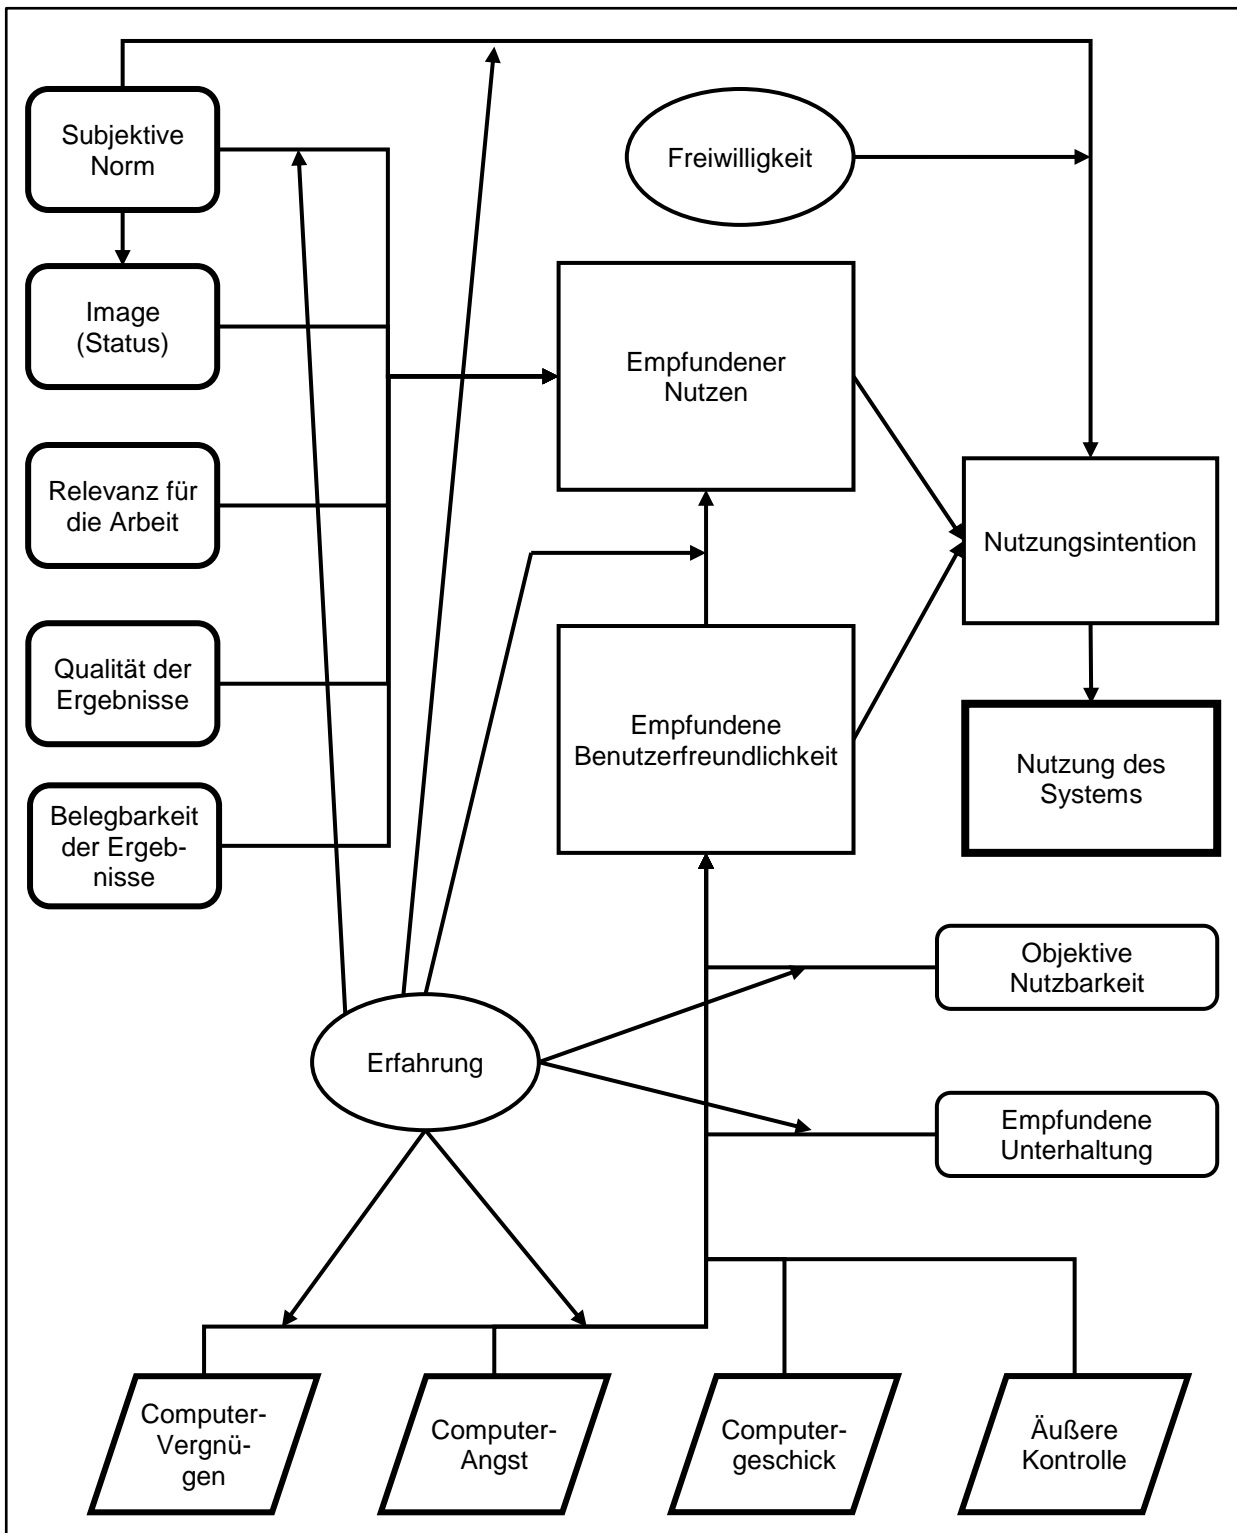 Subjektive
Norm
Freiwilligkeit
Image
(Status)
Empfundener
Nutzen
Relevanz für
die Arbeit
Nutzungsintention
Qualität der
Ergebnisse
Empfundene
Benutzerfreundlichkeit
Nutzung des
Systems
Belegbarkeit
der Ergeb-
nisse
Objektive
Nutzbarkeit
Erfahrung
Empfundene
Unterhaltung
Computer-
Vergnü-
gen
Computer-
Angst
Computer-
geschick
Äußere
Kontrolle